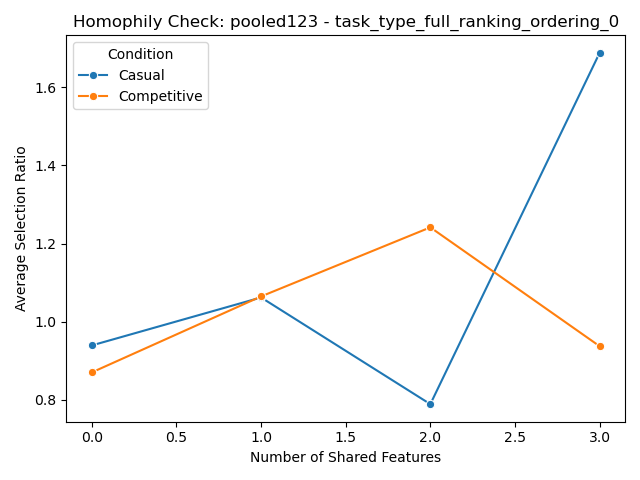 Homophily Check: pooled123 - task_type_full_ranking_ordering_0
Condition
Casual
Competitive
1.6
1.4
1.2
1.0
0.8
Average Selection Ratio
0.0 0.5 1.0 1.5 2.0 2.5 3.0
Number of Shared Features